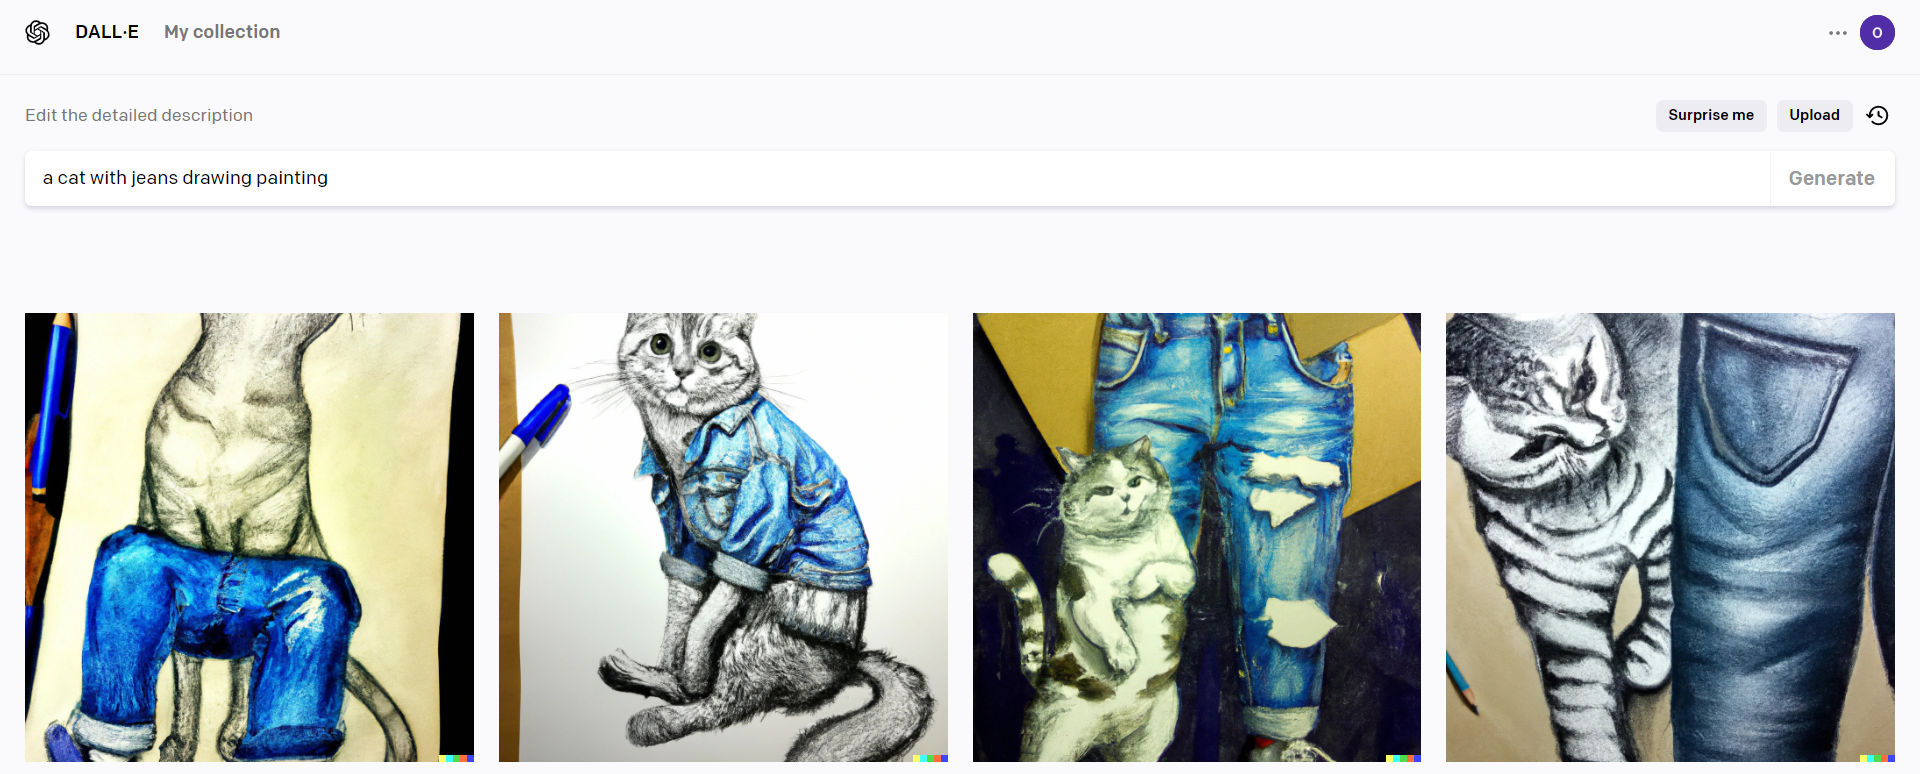 DALL·E My collection
O
Edit the detailed description
Surprise me Upload
a cat with jeans drawing painting
Generate